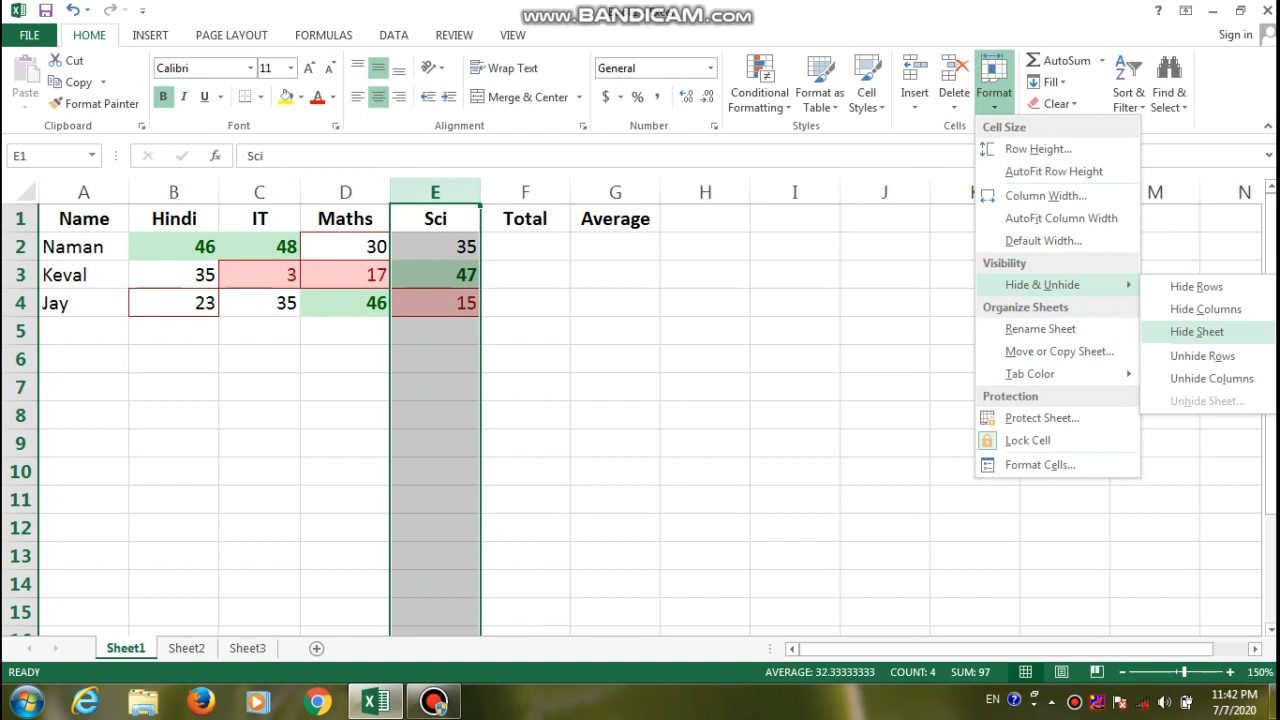 www.BANDICAM.com
FILE HOME INSERT PAGE LAYOUT FORMULAS DATA REVIEW VIEW Sign in
Paste
Cut
Copy
Format Painter
Clipboard
Calibri 11
B I U
Font
Wrap Text
Merge & Center
Alignment
General
$ % ,
Number
Conditional Formatting
Format as Table
Cell Styles
Styles
Insert
Delete
Format
Cells
AutoSum
Fill
Clear
Sort & Filter
Find & Select
E1 fx Sci
A B C D E F G H I J K M N
1 Name Hindi IT Maths Sci Total Average
2 Naman 46 48 30 35
3 Keval 35 3 17 47
4 Jay 23 35 46 15
5
6
7
8
9
10
11
12
13
14
15
Cell Size
Row Height...
AutoFit Row Height
Column Width...
AutoFit Column Width
Default Width...
Visibility
Hide & Unhide
Organize Sheets
Rename Sheet
Move or Copy Sheet...
Tab Color
Protection
Protect Sheet...
Lock Cell
Format Cells...
Hide Rows
Hide Columns
Hide Sheet
Unhide Rows
Unhide Columns
Unhide Sheet...
Sheet1 Sheet2 Sheet3
READY AVERAGE: 32.33333333 COUNT: 4 SUM: 97 150%
EN 11:42 PM
7/7/2020